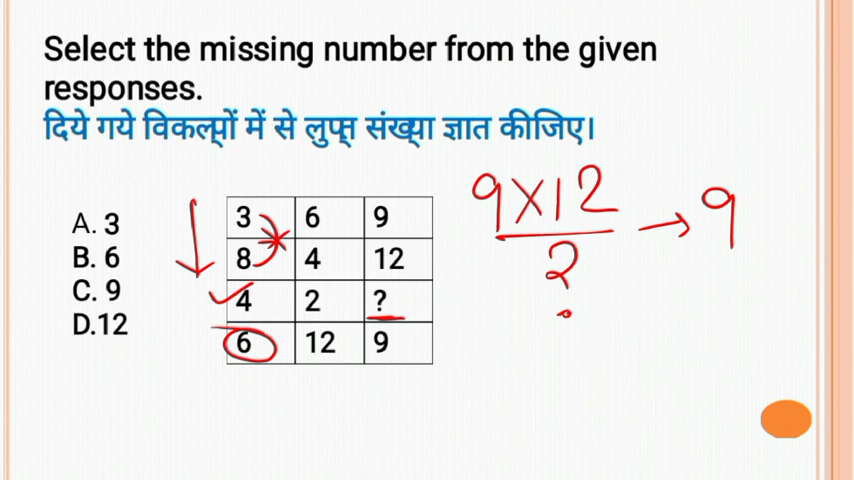 Select the missing number from the given
responses.
दिये गये विकल्पों में से लुप्त संख्या ज्ञात कीजिए।
A. 3
B. 6
C. 9
D.12
3 6 9
8 4 12
4 2 ?
6 12 9
9 × 12 → 9
?